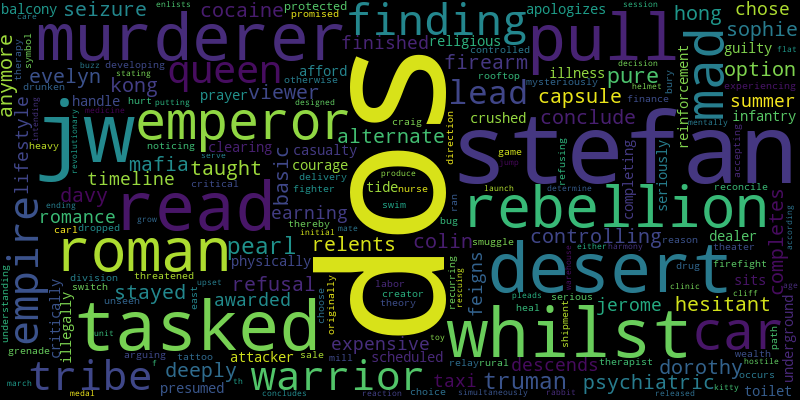 balcony seizure cocaine enlists protected promised finding apologizes session hong chose
care murderer finished religious controlled pull sophie
anymore symbol therapy buzz developing stating evelyn queen afford firearm rooftop flat guilty
drunken kong otherwise viewer lead illness pure mad option
handle hurt putting prayer designed mysteriously decision helmet bury experiencing
lifestyle jw emperor dos capsule reinforcement summer
heavy revolutionary medicine craig alternate crushed conclude finance infantry
intending noticing clearing casualty direction game stefan mentally
mafia serve courage jump refusing completing seriously accepting
timeline taught critical basic delivery produce
davy read fighter tide nurse launch determine reconcile
romance grow earning thereby swim ran rebellion
ending carl dropped initial mate bug according
empire roman pearl relents colin smuggle controlling either harmony reason dealer theater
division threatened physically originally labor creator theory recurring rescuing feigns desert drug firefight completes
understanding switch stayed refusal choose warehouse sits age
critically unseen east upset awarded clinic cliff
illegally tasked pleads serious jerome hesitant
grenade unit expensive toy heal whilst shipment car underground
arguing attacker sale mill scheduled relay rural therapist dorothy wealth path
tribe tattoo deeply warrior descends occurs hostile
f presumed th taxi truman psychiatric kitty toilet
march medal concludes reaction choice simultaneously rabbit released